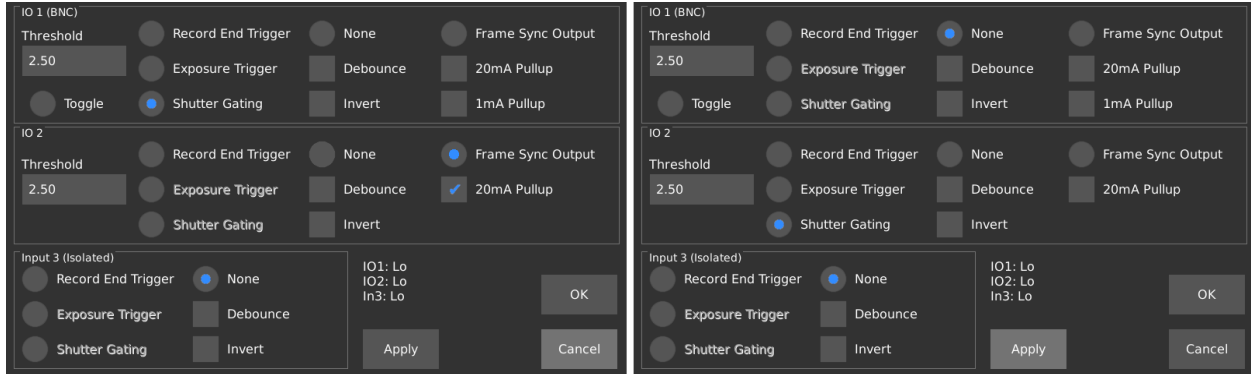 IO 1 (BNC)
Threshold
Record End Trigger
None
Frame Sync Output
2.50
Exposure Trigger
Debounce
20mA Pullup
Toggle
Shutter Gating
Invert
1mA Pullup
IO 2
Threshold
Record End Trigger
None
Frame Sync Output
2.50
Exposure Trigger
Debounce
20mA Pullup
Shutter Gating
Invert
Input 3 (Isolated)
Record End Trigger
None
Exposure Trigger
Debounce
Shutter Gating
Invert
IO1: Lo
IO2: Lo
In3: Lo
OK
Apply
Cancel
IO 1 (BNC)
Threshold
Record End Trigger
None
Frame Sync Output
2.50
Exposure Trigger
Debounce
20mA Pullup
Toggle
Shutter Gating
Invert
1mA Pullup
IO 2
Threshold
Record End Trigger
None
Frame Sync Output
2.50
Exposure Trigger
Debounce
20mA Pullup
Shutter Gating
Invert
Input 3 (Isolated)
Record End Trigger
None
Exposure Trigger
Debounce
Shutter Gating
Invert
IO1: Lo
IO2: Lo
In3: Lo
OK
Apply
Cancel